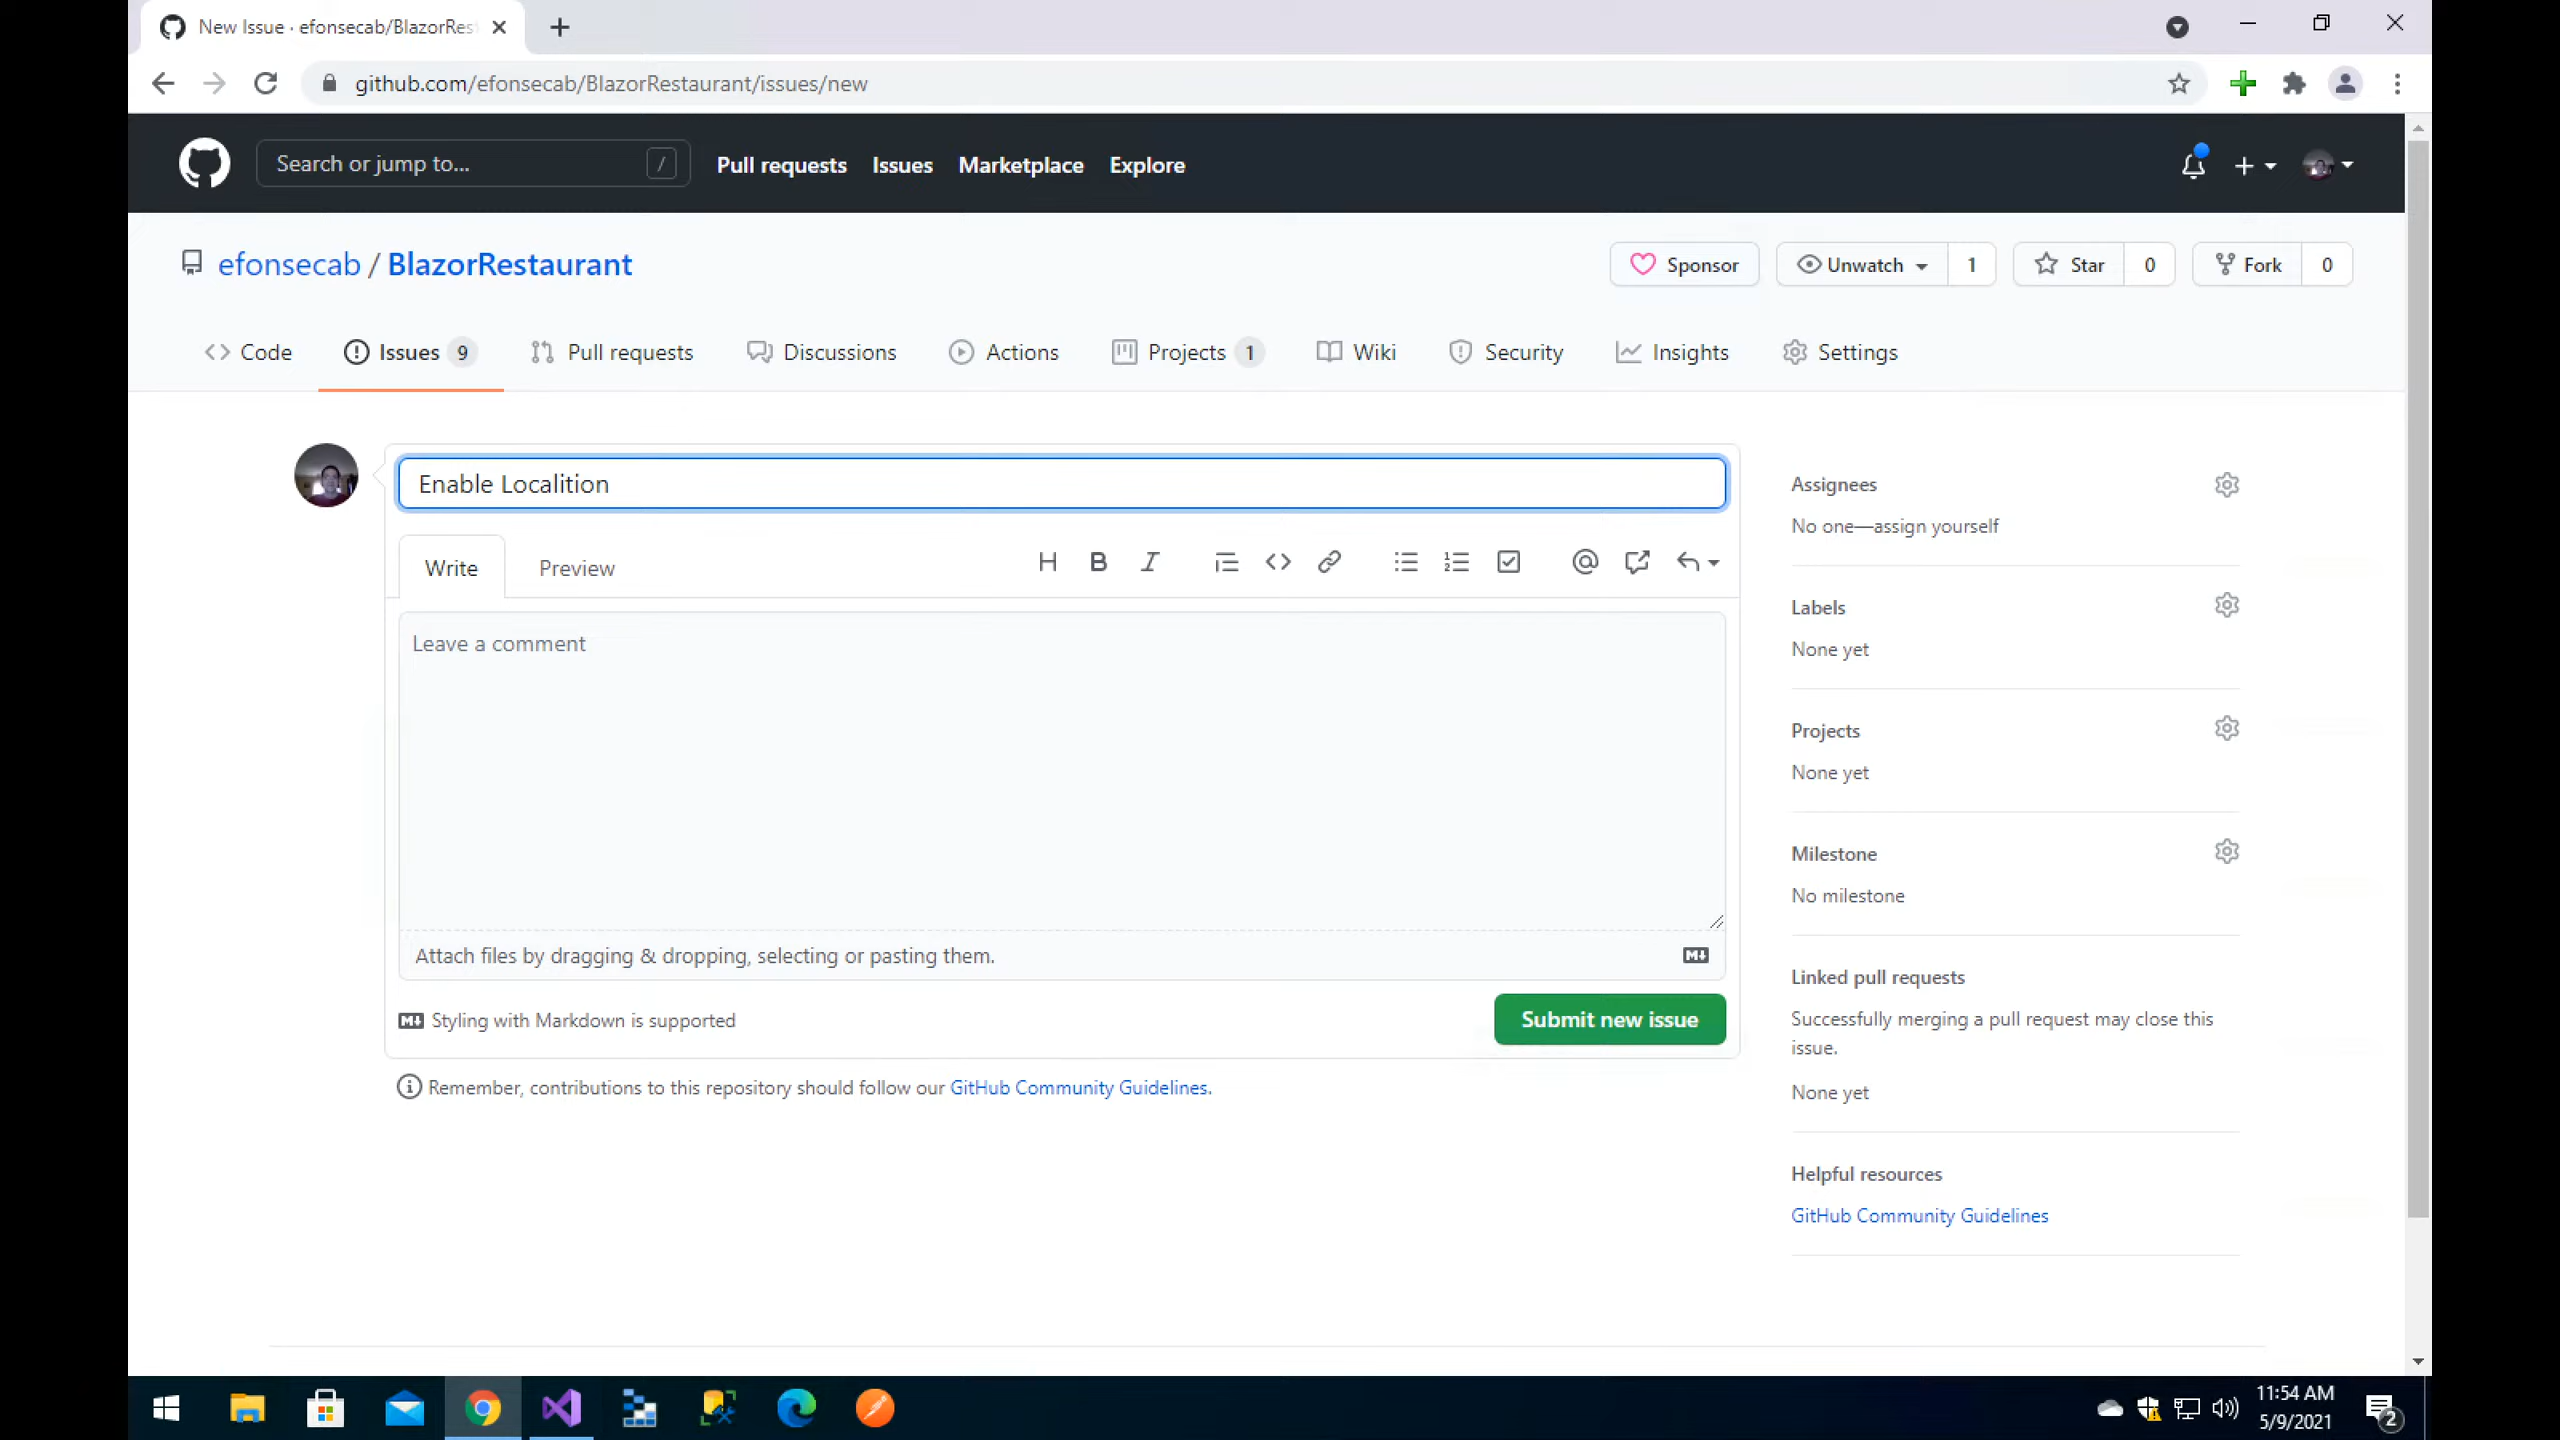 New Issue · efonsecab/BlazorRes
github.com/efonsecab/BlazorRestaurant/issues/new
Search or jump to... /
Pull requests Issues Marketplace Explore
efonsecab / BlazorRestaurant
Sponsor Unwatch 1 Star 0 Fork 0
Code Issues 9 Pull requests Discussions Actions Projects 1 Wiki Security Insights Settings
Enable Localition
Write Preview
Leave a comment
Attach files by dragging & dropping, selecting or pasting them.
Styling with Markdown is supported
Submit new issue
Remember, contributions to this repository should follow our GitHub Community Guidelines.
Assignees
No one—assign yourself
Labels
None yet
Projects
None yet
Milestone
No milestone
Linked pull requests
Successfully merging a pull request may close this
issue.
None yet
Helpful resources
GitHub Community Guidelines
11:54 AM
5/9/2021
2